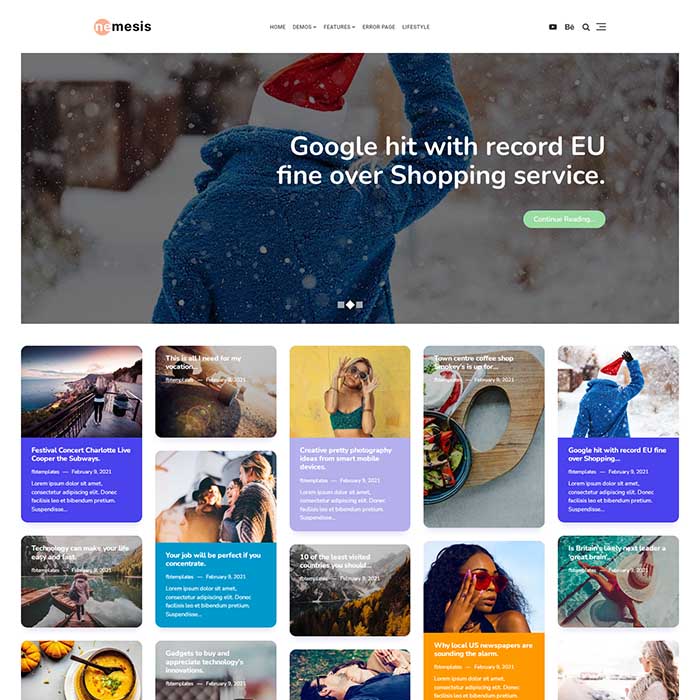 nemesis
HOME DEMOS FEATURES ERROR PAGE LIFESTYLE
Bē
Google hit with record EU
fine over Shopping service.
Continue Reading...
Festival Concert Charlotte Live
Cooper the Subways.
fbtemplates — February 9, 2021
Lorem ipsum dolor sit amet,
consectetur adipiscing elit. Donec
facilisis leo et bibendum pretium.
Suspendisse...
Technology can make your life
easy and fast.
fbtemplates — February 9, 2021
This is all I need for my
vocation...
fbtemplates — February 9, 2021
Your job will be perfect if you
concentrate.
fbtemplates — February 9, 2021
Lorem ipsum dolor sit amet,
consectetur adipiscing elit. Donec
facilisis leo et bibendum pretium.
Suspendisse...
Gadgets to buy and
appreciate technology's
innovations.
fbtemplates — February 9, 2021
Creative pretty photography
ideas from smart mobile
devices.
fbtemplates — February 9, 2021
Lorem ipsum dolor sit amet,
consectetur adipiscing elit. Donec
facilisis leo et bibendum pretium.
Suspendisse...
10 of the least visited
countries you should...
fbtemplates — February 9, 2021
Town centre coffee shop
Smokey's is up for...
fbtemplates — February 9, 2021
Why local US newspapers are
sounding the alarm.
fbtemplates — February 9, 2021
Lorem ipsum dolor sit amet,
consectetur adipiscing elit. Donec
Google hit with record EU fine
over Shopping...
fbtemplates — February 9, 2021
Lorem ipsum dolor sit amet,
consectetur adipiscing elit. Donec
facilisis leo et bibendum pretium.
Suspendisse...
Is Britain's likely next leader a
'great brain'...
fbtemplates — February 9, 2021